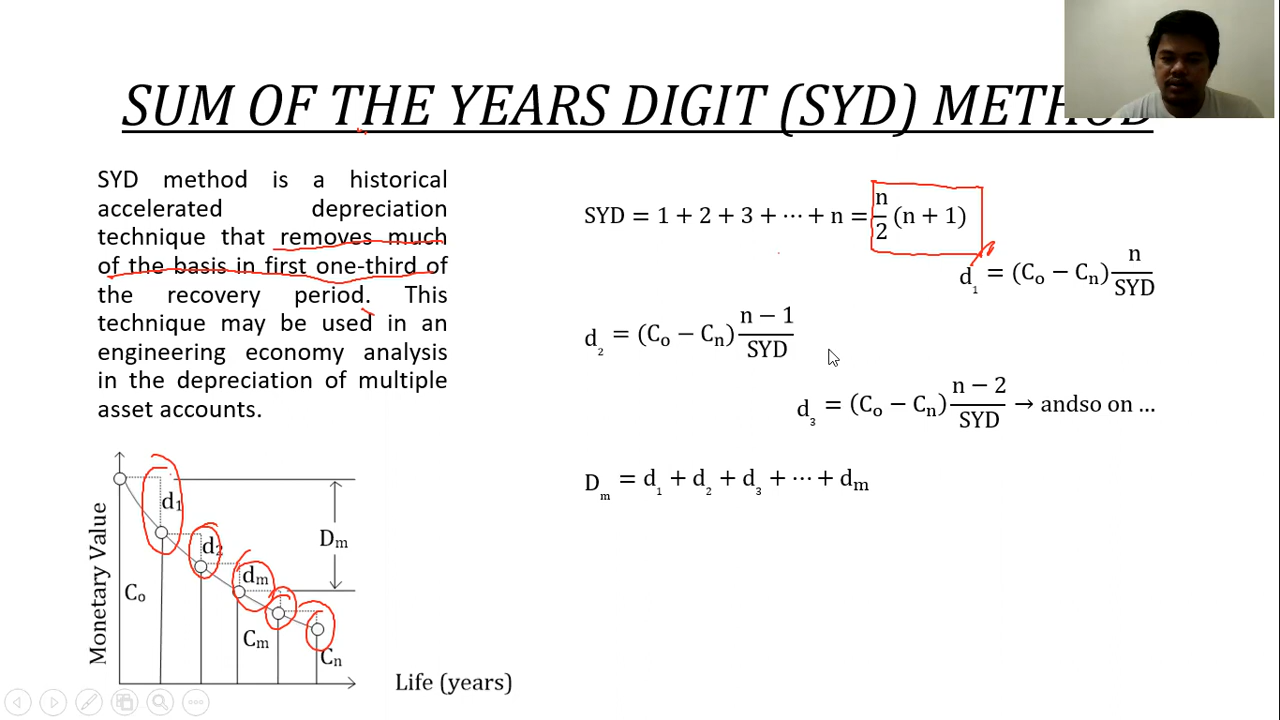 SUM OF THE YEARS DIGIT (SYD) METHOD
SYD method is a historical
accelerated depreciation
technique that removes much
of the basis in first one-third of
the recovery period. This
technique may be used in an
engineering economy analysis
in the depreciation of multiple
asset accounts.
SYD = 1 + 2 + 3 + ⋯ + n = n/2 (n + 1)
d₁ = (Cₒ − Cₙ) n/SYD
d₂ = (Cₒ − Cₙ) n − 1/SYD
d₃ = (Cₒ − Cₙ) n − 2/SYD → andso on ...
Dₘ = d₁ + d₂ + d₃ + ⋯ + dₘ
Monetary Value
d₁
d₂
dₘ
Dₘ
Cₒ
Cₘ
Cₙ
Life (years)